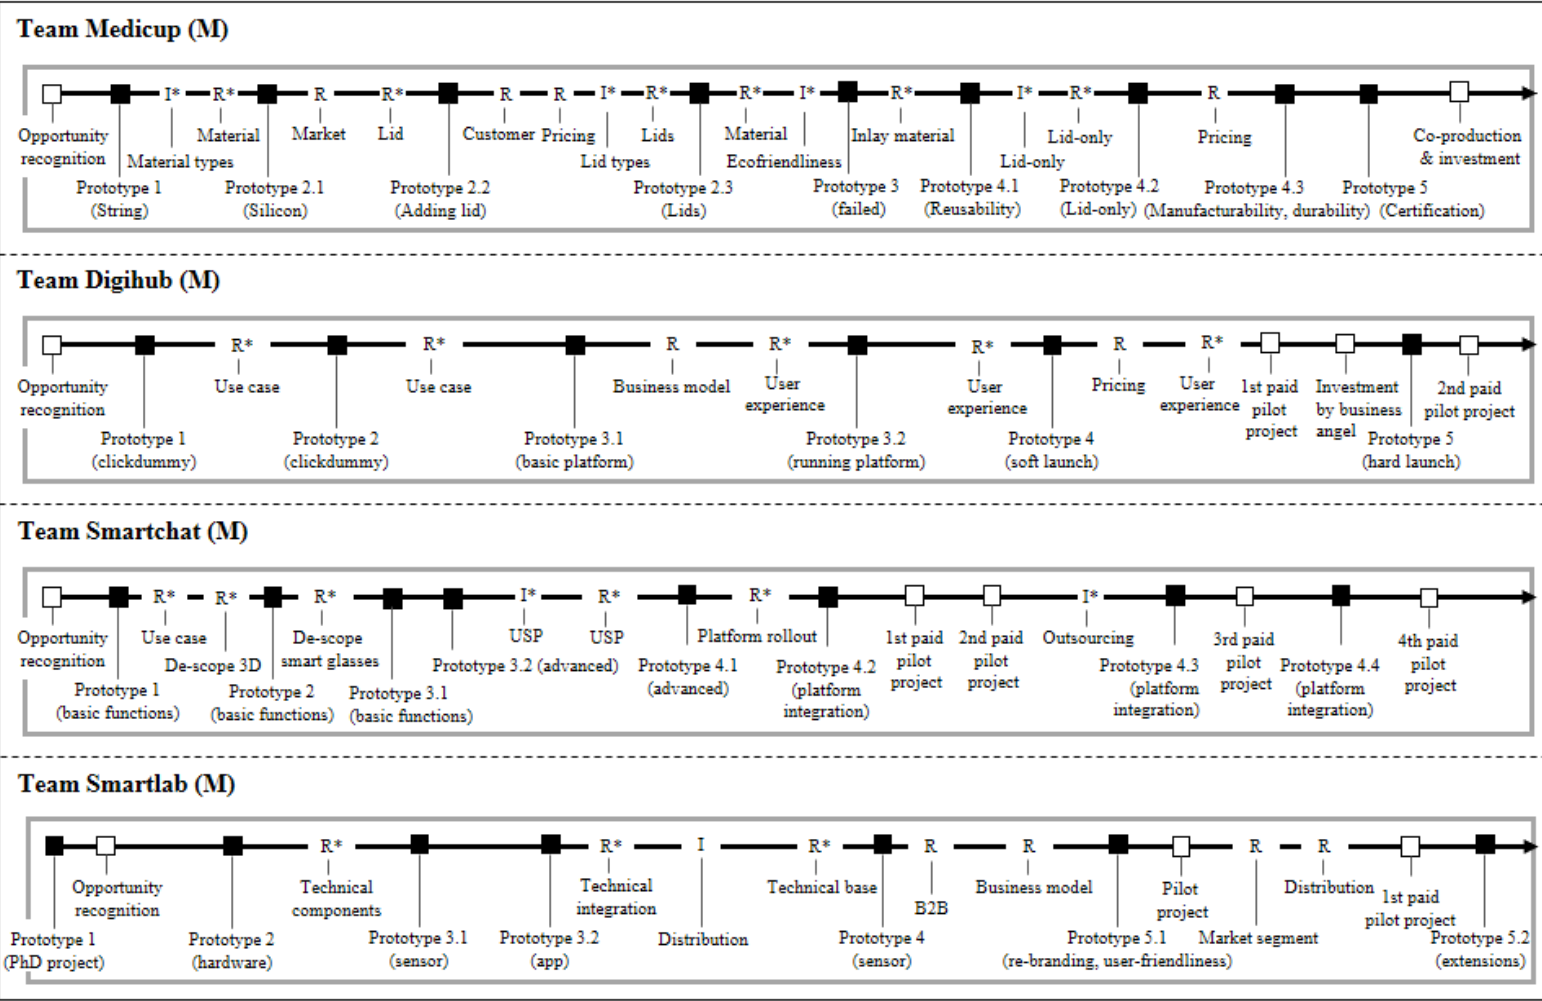 Team Medicup (M)
I* R* R R* R R I* R* R* I* R* I* R* R
Opportunity recognition
Material types
Material
Market
Lid
Customer
Pricing
Lid types
Lids
Material
Ecofriendliness
Inlay material
Lid-only
Lid-only
Pricing
Co-production
& investment
Prototype 1
(String)
Prototype 2.1
(Silicon)
Prototype 2.2
(Adding lid)
Prototype 2.3
(Lids)
Prototype 3
(failed)
Prototype 4.1
(Reusability)
Prototype 4.2
(Lid-only)
Prototype 4.3
(Manufacturability, durability)
Prototype 5
(Certification)
Team Digihub (M)
R* R* R R* R* R R*
Opportunity
recognition
Use case
Use case
Business model
User
experience
User
experience
Pricing
User
experience
1st paid
pilot
project
Investment
by business
angel
2nd paid
pilot project
Prototype 1
(clickdummy)
Prototype 2
(clickdummy)
Prototype 3.1
(basic platform)
Prototype 3.2
(running platform)
Prototype 4
(soft launch)
Prototype 5
(hard launch)
Team Smartchat (M)
R* R* R* I* R* R* I*
Opportunity
recognition
Use case
De-scope 3D
De-scope
smart glasses
USP
USP
Platform rollout
1st paid
pilot
project
2nd paid
pilot
project
Outsourcing
3rd paid
pilot
project
4th paid
pilot
project
Prototype 1
(basic functions)
Prototype 2
(basic functions)
Prototype 3.1
(basic functions)
Prototype 3.2 (advanced)
Prototype 4.1
(advanced)
Prototype 4.2
(platform
integration)
Prototype 4.3
(platform
integration)
Prototype 4.4
(platform
integration)
Team Smartlab (M)
R* R* I R* R R R R
Opportunity
recognition
Technical
components
Technical
integration
Distribution
Technical base
B2B
Business model
Pilot
project
Market segment
Distribution
1st paid
pilot project
Prototype 1
(PhD project)
Prototype 2
(hardware)
Prototype 3.1
(sensor)
Prototype 3.2
(app)
Prototype 4
(sensor)
Prototype 5.1
(re-branding, user-friendliness)
Prototype 5.2
(extensions)